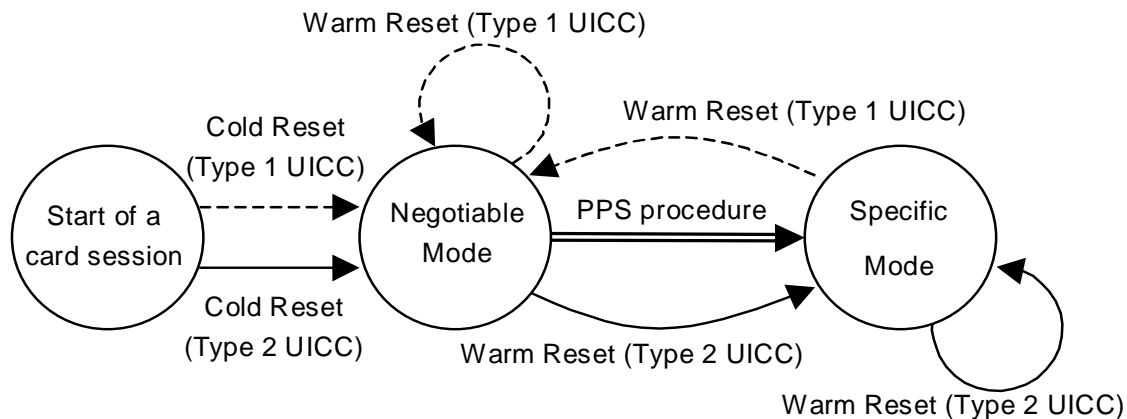 Warm Reset (Type 1 UICC)
Warm Reset (Type 1 UICC)
Cold Reset
(Type 1 UICC)
Start of a
card session
Negotiable
Mode
PPS procedure
Specific
Mode
Cold Reset
(Type 2 UICC)
Warm Reset (Type 2 UICC)
Warm Reset (Type 2 UICC)